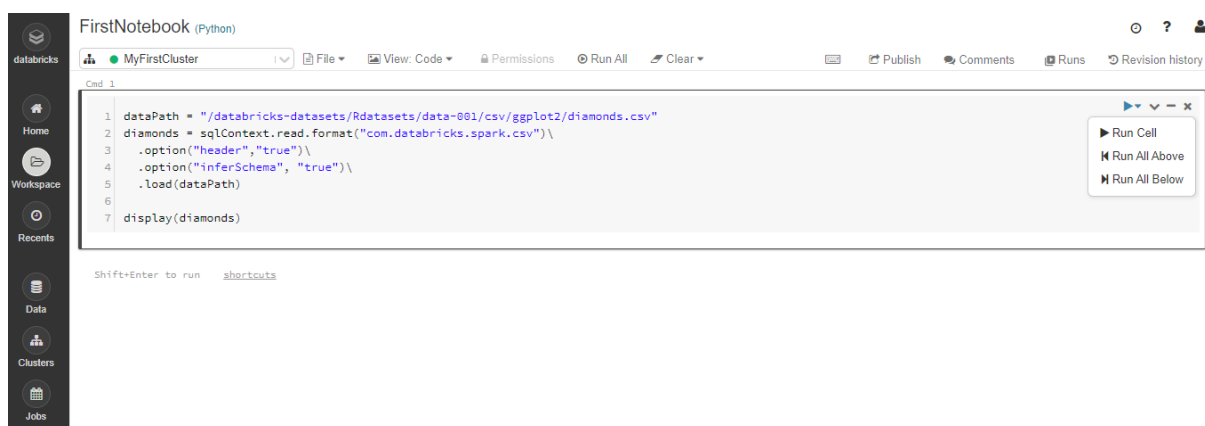 FirstNotebook (Python)
?
databricks
MyFirstCluster File View: Code Permissions Run All Clear Publish Comments Runs Revision history
Cmd 1
1 dataPath = "/databricks-datasets/Rdatasets/data-001/csv/ggplot2/diamonds.csv"
2 diamonds = sqlContext.read.format("com.databricks.spark.csv")\
3 .option("header","true")\
4 .option("inferSchema", "true")\
5 .load(dataPath)
6
7 display(diamonds)
Run Cell
Run All Above
Run All Below
Shift+Enter to run shortcuts
Home
Workspace
Recents
Data
Clusters
Jobs